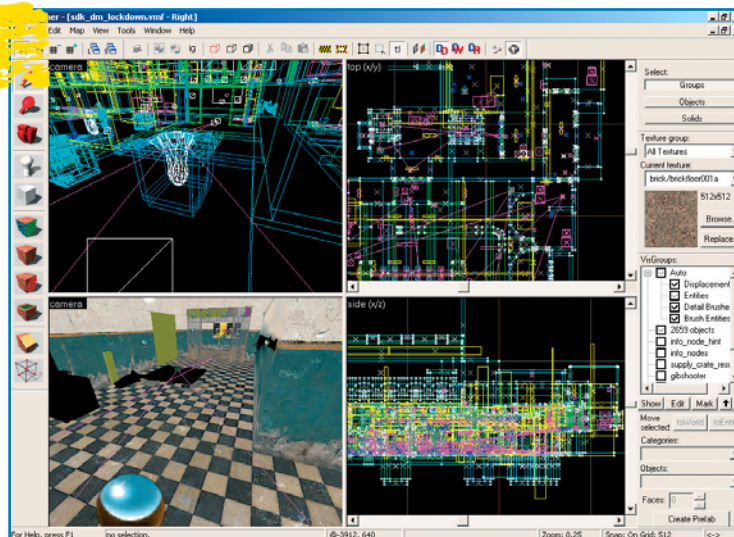 [sdk_dm_lockdown.vmf - Right]
Edit Map View Tools Window Help
camera
top (x/y)
camera
side (x/z)
Select:
Groups
Objects
Solids
Texture group:
All Textures
Current texture:
brick/brickfloor001a
512x512
Browse...
Replace...
VisGroups:
Auto
Displacement
Entities
Detail Brushe
Brush Entities
2659 objects
info_node_hint
info_nodes
supply_crate_resu
gibshooter
Show Edit Mark
Move
selected:
toWorld toEnti
Categories:
Objects:
Faces: 0
Create Prefab
For Help, press F1 no selection. @-3912, 640 Zoom: 0.25 Snap: On Grid: 512 <->